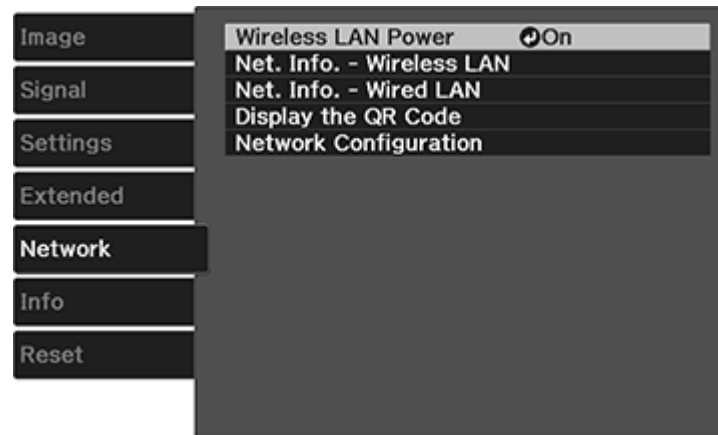 Image
Signal
Settings
Extended
Network
Info
Reset
Wireless LAN Power On
Net. Info. - Wireless LAN
Net. Info. - Wired LAN
Display the QR Code
Network Configuration